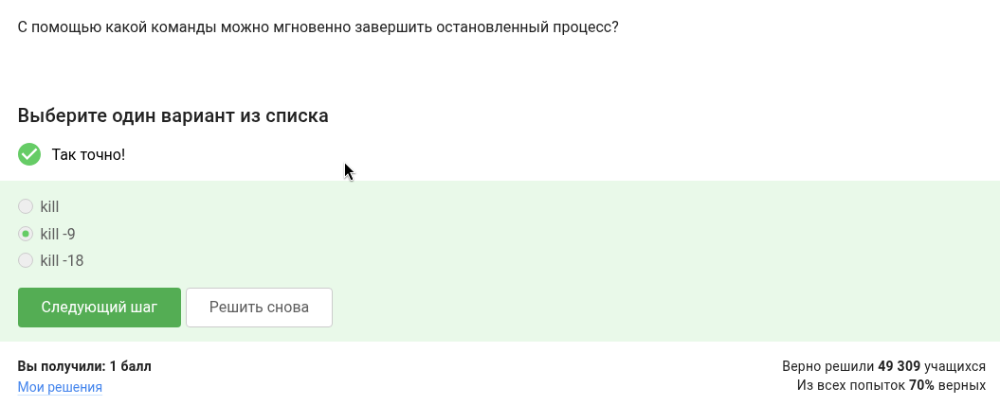 С помощью какой команды можно мгновенно завершить остановленный процесс?
Выберите один вариант из списка
Так точно!
kill
kill -9
kill -18
Следующий шаг
Решить снова
Вы получили: 1 балл
Верно решили 49 309 учащихся
Мои решения
Из всех попыток 70% верных